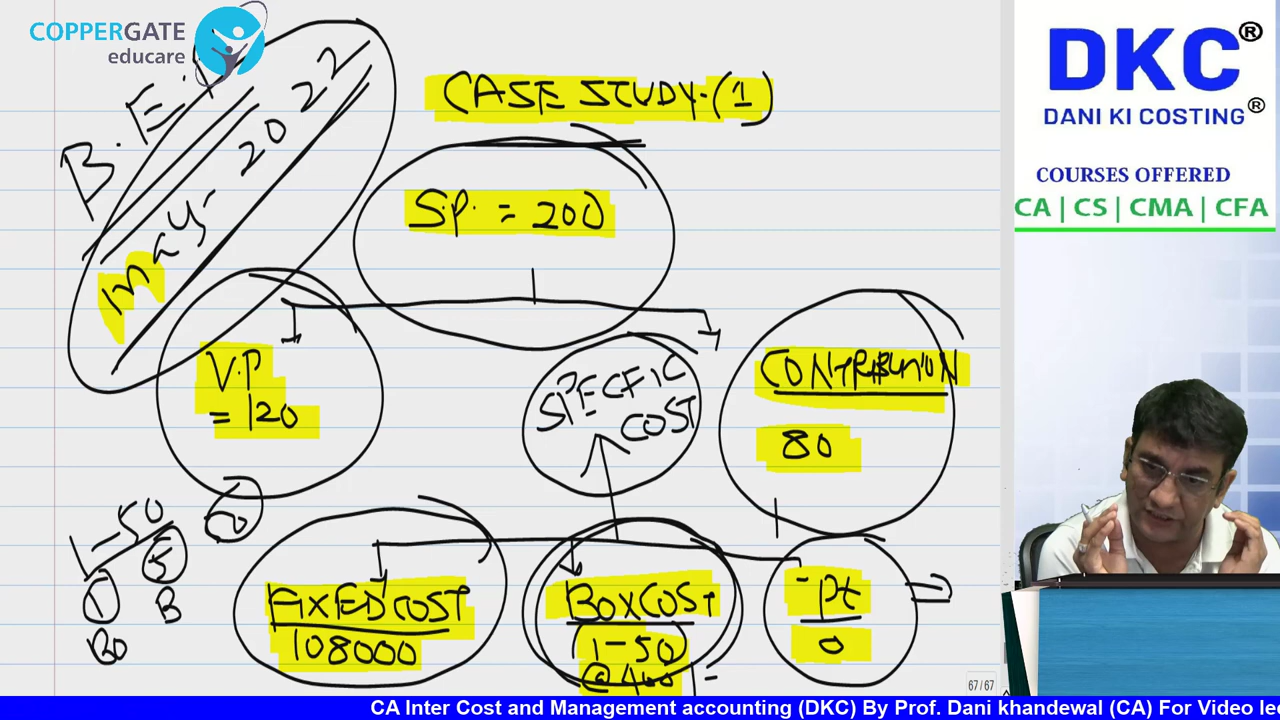 COPPERGATE
educare
B.E.P
May 2022
CASE STUDY-(1)
S.P. = 200
V.P
= 120
SPECFIC
COST
CONTRIBUTION
80
1-50
5
B
FIXED COST
108000
BOX COST
1-50
@ 400
=
- Pt
0
67/67
DKC®
DANI KI COSTING®
COURSES OFFERED
CA | CS | CMA | CFA
CA Inter Cost and Management accounting (DKC) By Prof. Dani khandewal (CA) For Video le